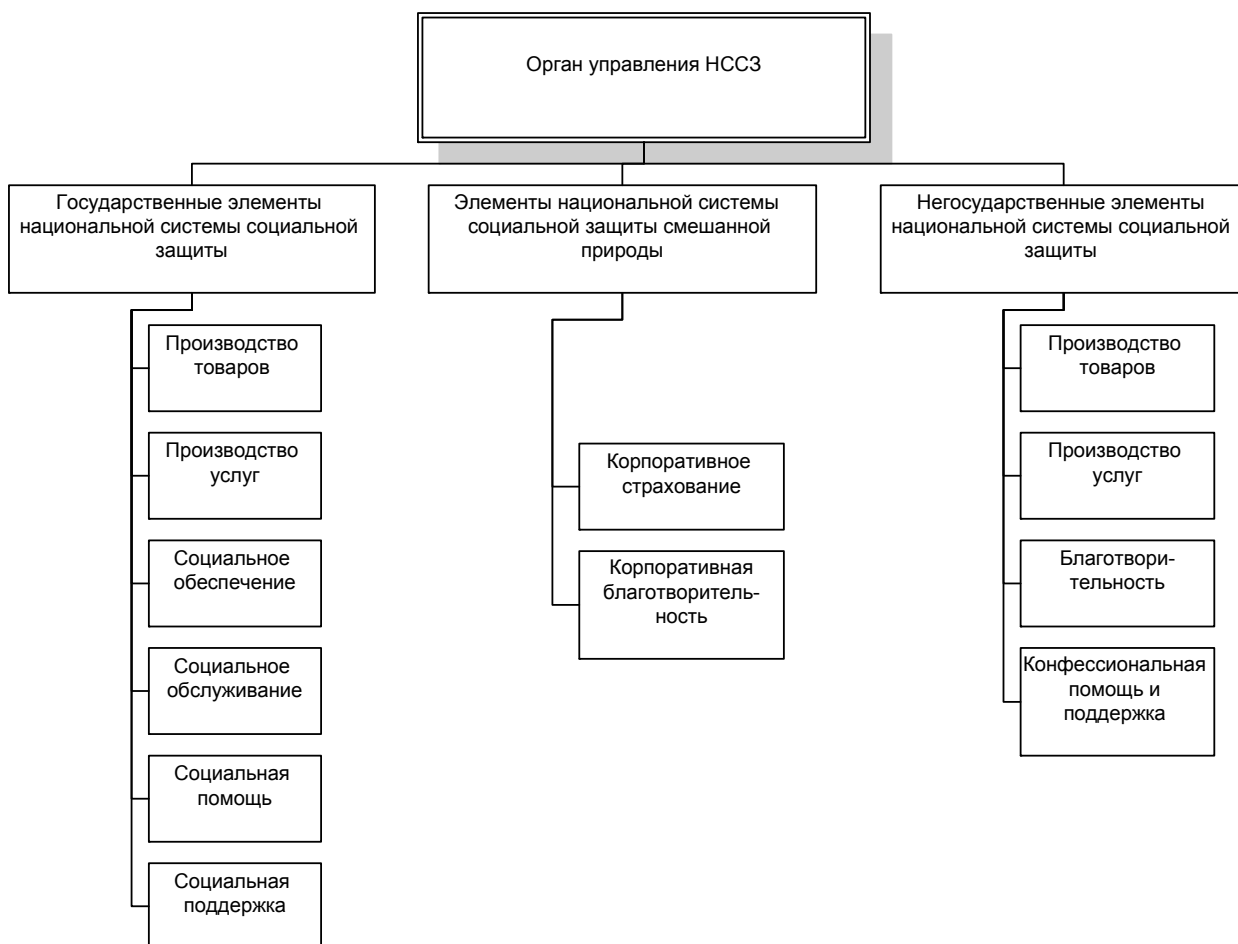 Орган управления НССЗ
Государственные элементы
национальной системы социальной
защиты
Элементы национальной системы
социальной защиты смешанной
природы
Негосударственные элементы
национальной системы социальной
защиты
Производство
товаров
Производство
услуг
Социальное
обеспечение
Социальное
обслуживание
Социальная
помощь
Социальная
поддержка
Корпоративное
страхование
Корпоративная
благотворитель-
ность
Производство
товаров
Производство
услуг
Благотвори-
тельность
Конфессиональная
помощь и
поддержка